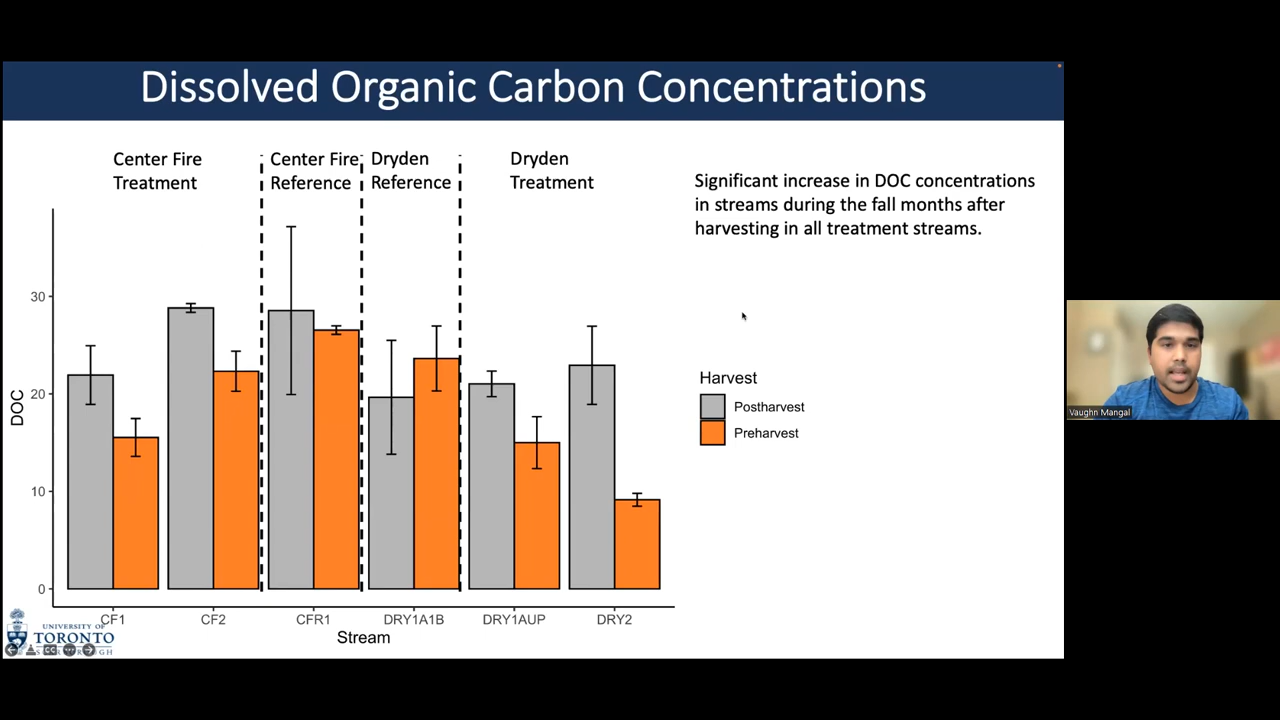 Dissolved Organic Carbon Concentrations
Center Fire
Treatment
Center Fire
Reference
Dryden
Reference
Dryden
Treatment
Significant increase in DOC concentrations
in streams during the fall months after
harvesting in all treatment streams.
30
20
10
0
DOC
Harvest
Postharvest
Preharvest
CF1
CF2
CFR1
DRY1A1B
DRY1AUP
DRY2
Stream
UNIVERSITY OF
TORONTO
CC
Vaughn Mangal